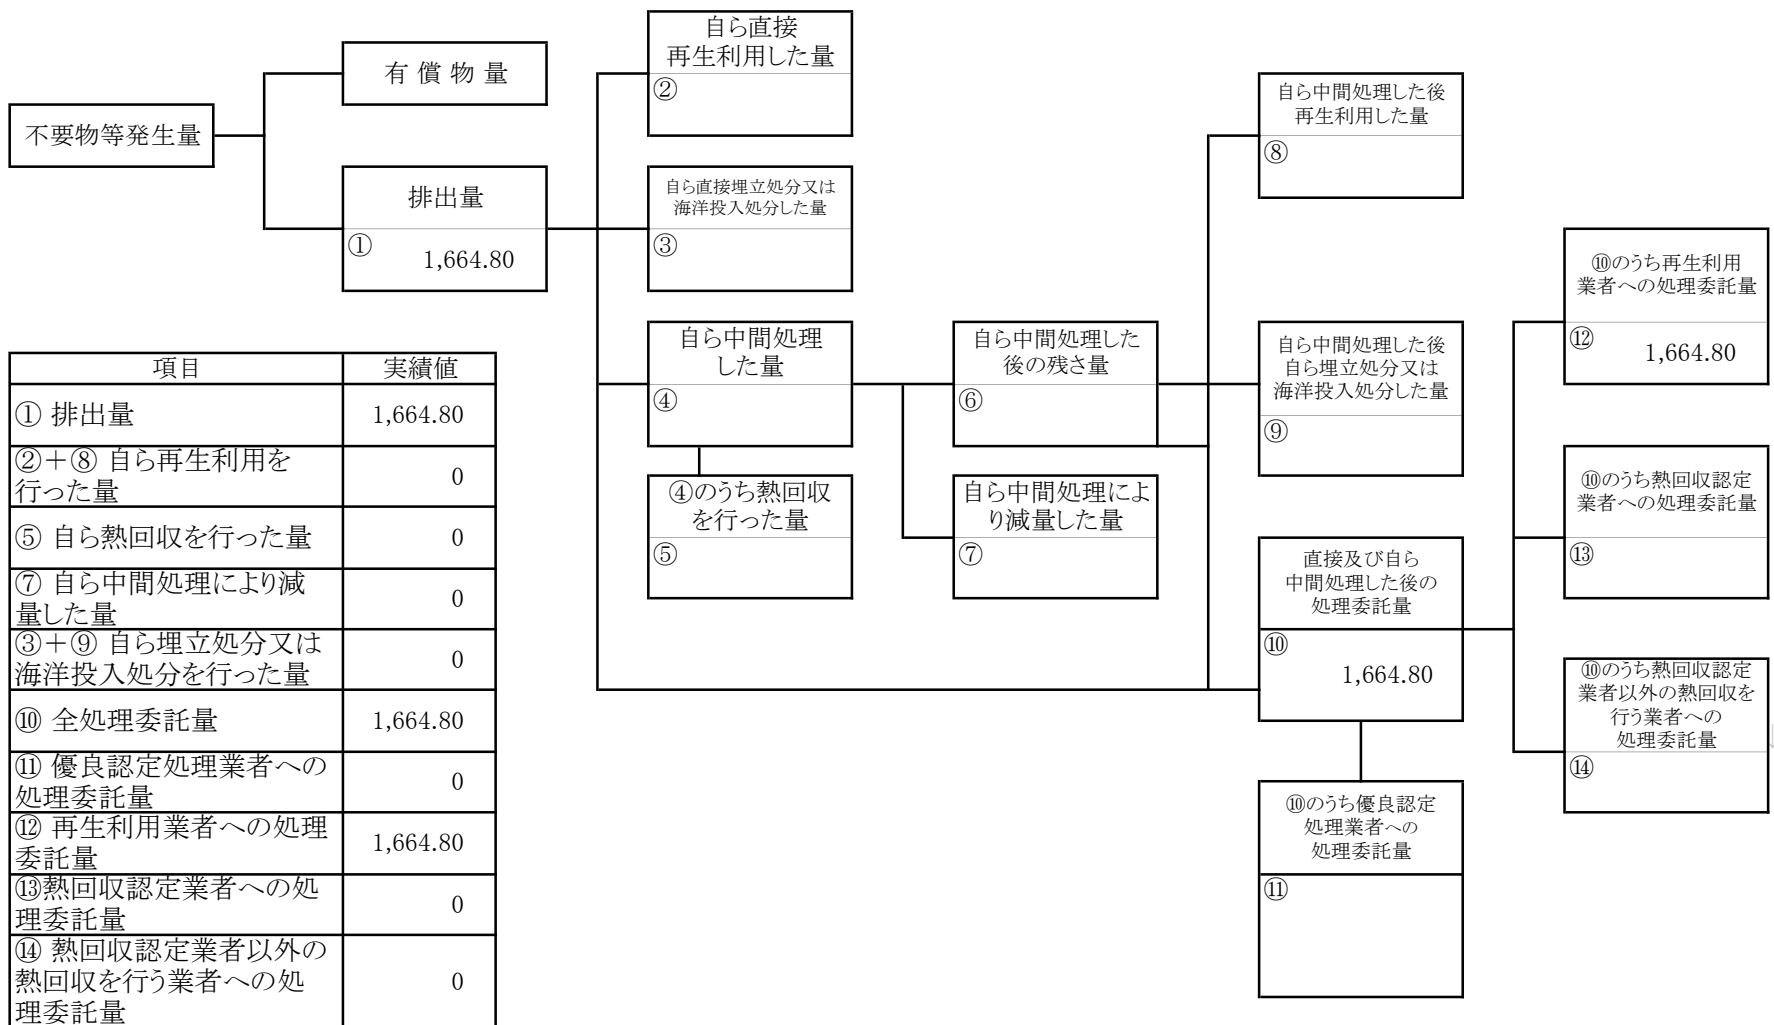 自ら直接
再生利用した量
②
有 償 物 量
不要物等発生量
排出量
①
1,664.80
自ら直接埋立処分又は
海洋投入処分した量
③
自ら中間処理した後
再生利用した量
⑧
自ら中間処理
した量
④
自ら中間処理した
後の残さ量
⑥
自ら中間処理した後
自ら埋立処分又は
海洋投入処分した量
⑨
⑩のうち再生利用
業者への処理委託量
⑫
1,664.80
④のうち熱回収
を行った量
⑤
自ら中間処理によ
り減量した量
⑦
⑩のうち熱回収認定
業者への処理委託量
⑬
直接及び自ら
中間処理した後の
処理委託量
⑩
1,664.80
⑩のうち熱回収認定
業者以外の熱回収を
行う業者への
処理委託量
⑭
⑩のうち優良認定
処理業者への
処理委託量
⑪
項目 実績値
① 排出量 1,664.80
②+⑧ 自ら再生利用を
行った量 0
⑤ 自ら熱回収を行った量 0
⑦ 自ら中間処理により減
量した量 0
③+⑨ 自ら埋立処分又は
海洋投入処分を行った量 0
⑩ 全処理委託量 1,664.80
⑪ 優良認定処理業者への
処理委託量 0
⑫ 再生利用業者への処理
委託量 1,664.80
⑬熱回収認定業者への処
理委託量 0
⑭ 熱回収認定業者以外の
熱回収を行う業者への処
理委託量 0